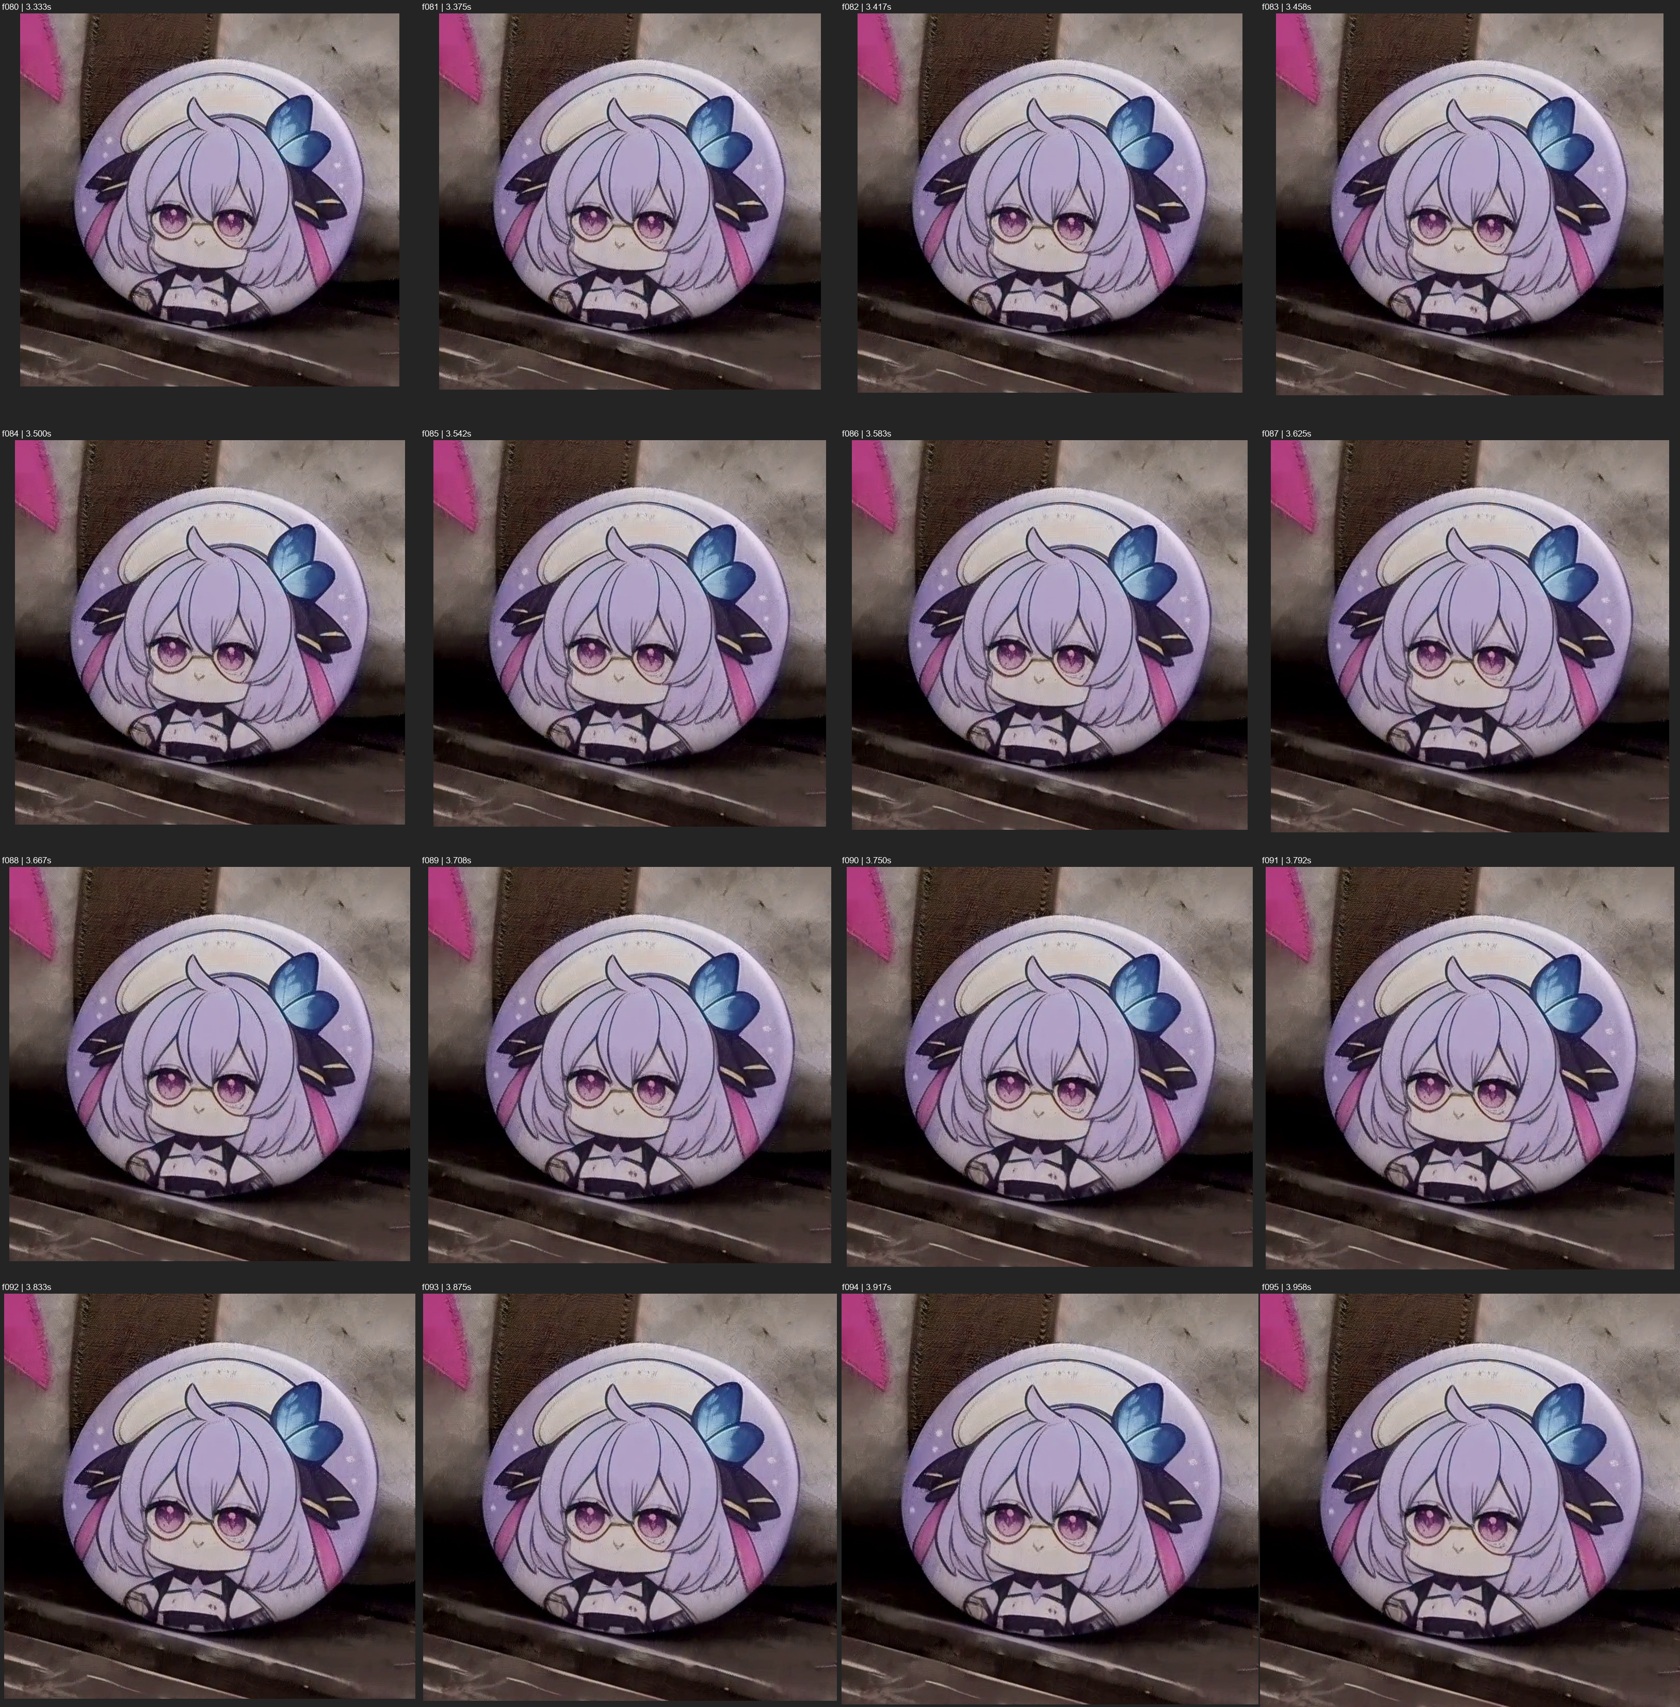 f080 | 3.333s
f081 | 3.375s
f082 | 3.417s
f083 | 3.458s
f084 | 3.500s
f085 | 3.542s
f086 | 3.583s
f087 | 3.625s
f088 | 3.667s
f089 | 3.708s
f090 | 3.750s
f091 | 3.792s
f092 | 3.833s
f093 | 3.875s
f094 | 3.917s
f095 | 3.958s